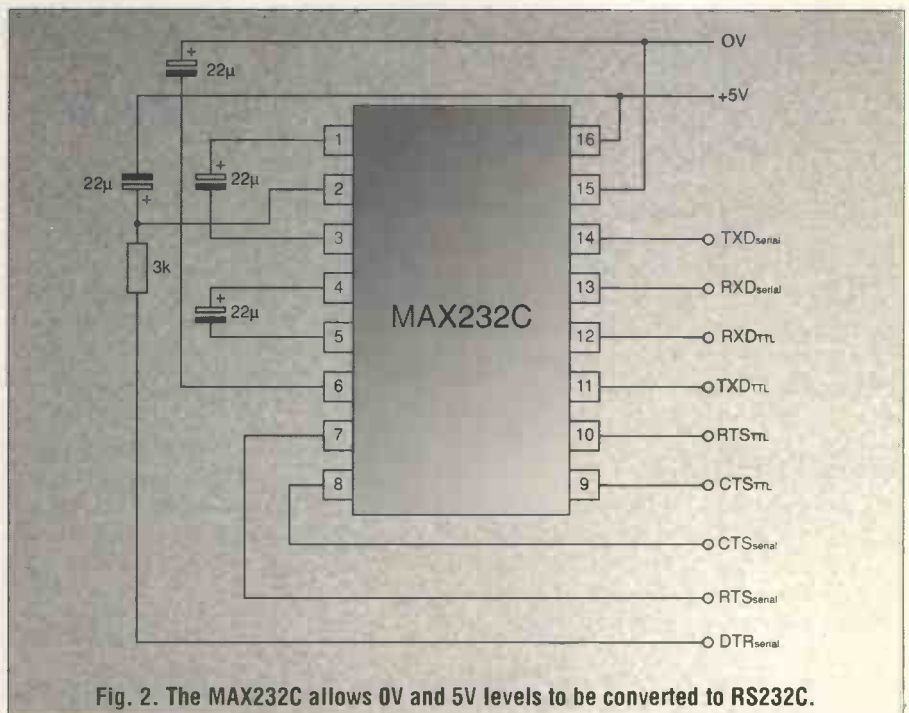 +
22µ
0V
+5V
1
16
+
22µ
22µ
+
2
15
3
14
TXDserial
3k
4
13
RXDserial
+
22µ
MAX232C
5
12
RXDTTL
6
11
TXDTTL
7
10
RTSTTL
8
9
CTSTTL
CTSserial
RTSserial
DTRserial
Fig. 2. The MAX232C allows 0V and 5V levels to be converted to RS232C.